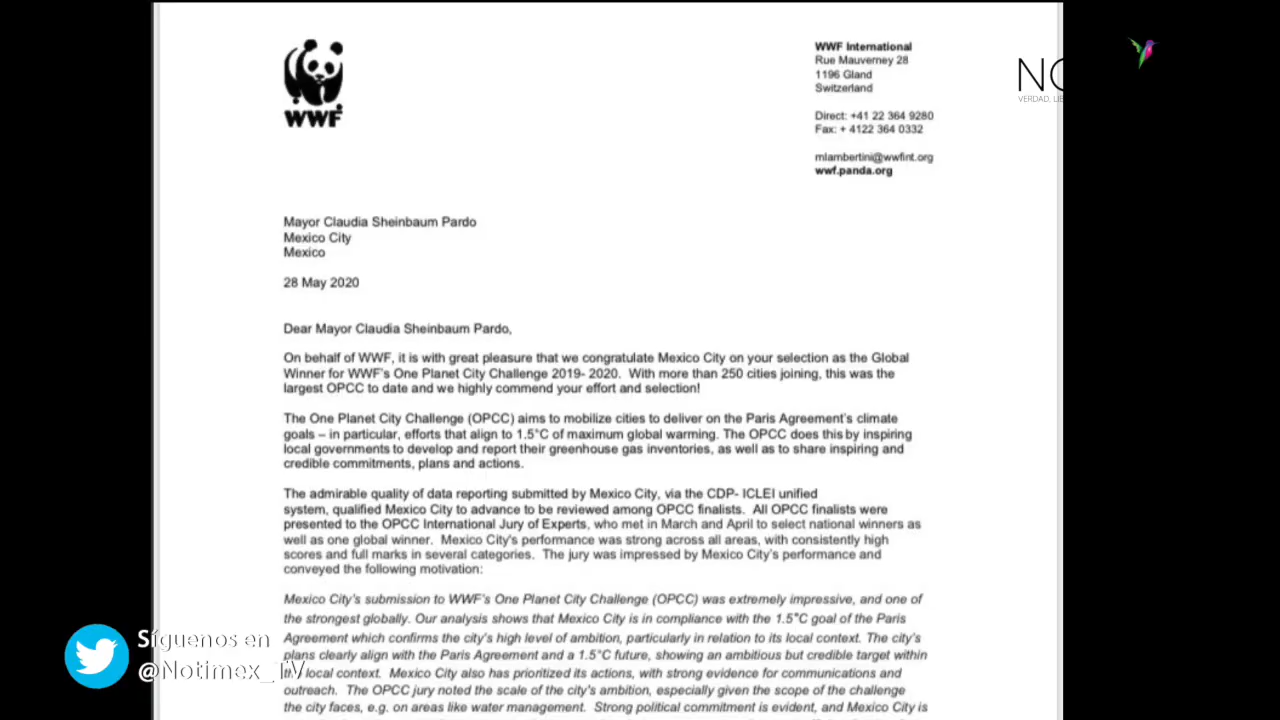 WWF
WWF International
Rue Mauverney 28
1196 Gland
Switzerland
Direct: +41 22 364 9280
Fax: + 4122 364 0332
mlambertini@wwfint.org
wwf.panda.org
NO
VERDAD, LIB
Mayor Claudia Sheinbaum Pardo
Mexico City
Mexico
28 May 2020
Dear Mayor Claudia Sheinbaum Pardo,
On behalf of WWF, it is with great pleasure that we congratulate Mexico City on your selection as the Global
Winner for WWF's One Planet City Challenge 2019- 2020. With more than 250 cities joining, this was the
largest OPCC to date and we highly commend your effort and selection!
The One Planet City Challenge (OPCC) aims to mobilize cities to deliver on the Paris Agreement's climate
goals – in particular, efforts that align to 1.5°C of maximum global warming. The OPCC does this by inspiring
local governments to develop and report their greenhouse gas inventories, as well as to share inspiring and
credible commitments, plans and actions.
The admirable quality of data reporting submitted by Mexico City, via the CDP- ICLEI unified
system, qualified Mexico City to advance to be reviewed among OPCC finalists. All OPCC finalists were
presented to the OPCC International Jury of Experts, who met in March and April to select national winners as
well as one global winner. Mexico City's performance was strong across all areas, with consistently high
scores and full marks in several categories. The jury was impressed by Mexico City's performance and
conveyed the following motivation:
Mexico City's submission to WWF's One Planet City Challenge (OPCC) was extremely impressive, and one of
the strongest globally. Our analysis shows that Mexico City is in compliance with the 1.5°C goal of the Paris
Agreement which confirms the city's high level of ambition, particularly in relation to its local context. The city's
plans clearly align with the Paris Agreement and a 1.5°C future, showing an ambitious but credible target within
the local context. Mexico City also has prioritized its actions, with strong evidence for communications and
outreach. The OPCC jury noted the scale of the city's ambition, especially given the scope of the challenge
the city faces, e.g. on areas like water management. Strong political commitment is evident, and Mexico City is
Síguenos en
@Notimex_TV